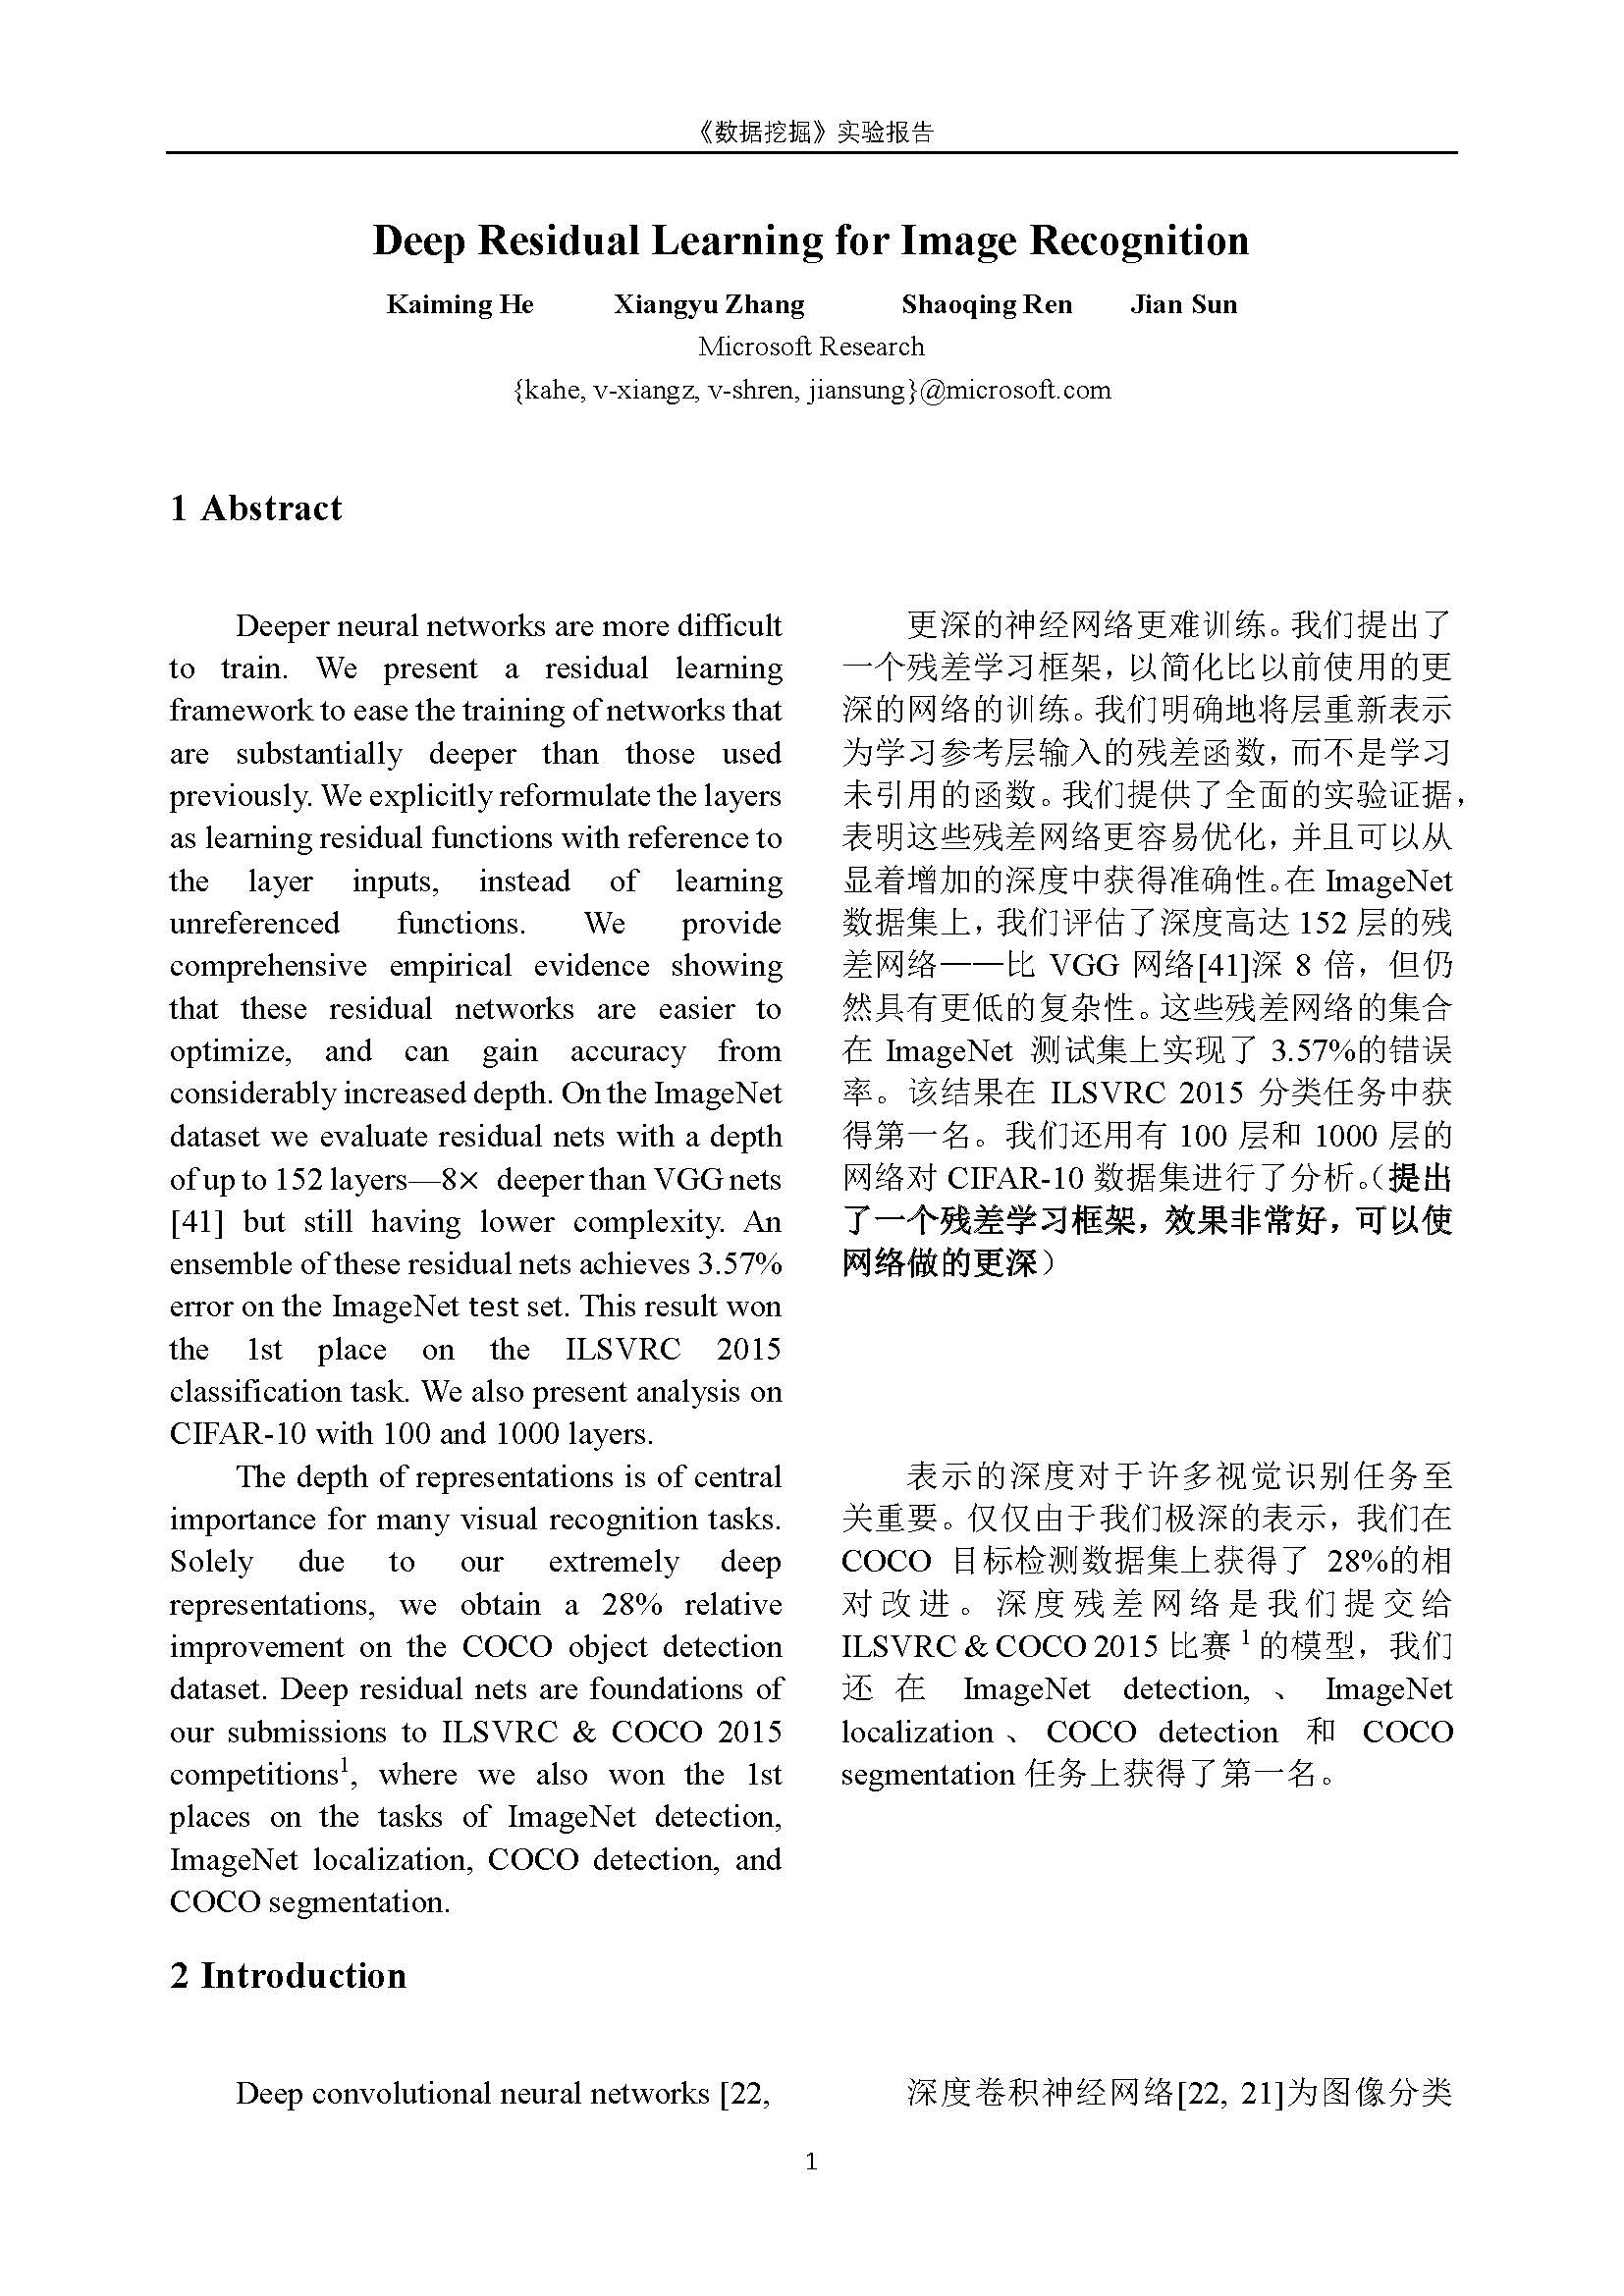 《数据挖掘》实验报告
Deep Residual Learning for Image Recognition
Kaiming He Xiangyu Zhang Shaoqing Ren Jian Sun
Microsoft Research
{kahe, v-xiangz, v-shren, jiansung}@microsoft.com
1 Abstract
Deeper neural networks are more difficult
to train. We present a residual learning
framework to ease the training of networks that
are substantially deeper than those used
previously. We explicitly reformulate the layers
as learning residual functions with reference to
the layer inputs, instead of learning
unreferenced functions. We provide
comprehensive empirical evidence showing
that these residual networks are easier to
optimize, and can gain accuracy from
considerably increased depth. On the ImageNet
dataset we evaluate residual nets with a depth
of up to 152 layers—8× deeper than VGG nets
[41] but still having lower complexity. An
ensemble of these residual nets achieves 3.57%
error on the ImageNet test set. This result won
the 1st place on the ILSVRC 2015
classification task. We also present analysis on
CIFAR-10 with 100 and 1000 layers.
The depth of representations is of central
importance for many visual recognition tasks.
Solely due to our extremely deep
representations, we obtain a 28% relative
improvement on the COCO object detection
dataset. Deep residual nets are foundations of
our submissions to ILSVRC & COCO 2015
competitions1, where we also won the 1st
places on the tasks of ImageNet detection,
ImageNet localization, COCO detection, and
COCO segmentation.
更深的神经网络更难训练。我们提出了
一个残差学习框架，以简化比以前使用的更
深的网络的训练。我们明确地将层重新表示
为学习参考层输入的残差函数，而不是学习
未引用的函数。我们提供了全面的实验证据，
表明这些残差网络更容易优化，并且可以从
显着增加的深度中获得准确性。在 ImageNet
数据集上，我们评估了深度高达 152 层的残
差网络——比 VGG 网络[41]深 8 倍，但仍
然具有更低的复杂性。这些残差网络的集合
在 ImageNet 测试集上实现了 3.57%的错误
率。该结果在 ILSVRC 2015 分类任务中获
得第一名。我们还用有 100 层和 1000 层的
网络对 CIFAR-10 数据集进行了分析。（提出
了一个残差学习框架，效果非常好，可以使
网络做的更深）
表示的深度对于许多视觉识别任务至
关重要。仅仅由于我们极深的表示，我们在
COCO 目标检测数据集上获得了 28%的相
对改进。深度残差网络是我们提交给
ILSVRC & COCO 2015 比赛 1 的模型，我们
还在 ImageNet detection, 、 ImageNet
localization 、 COCO detection 和 COCO
segmentation 任务上获得了第一名。
2 Introduction
Deep convolutional neural networks [22,
深度卷积神经网络[22, 21]为图像分类
1